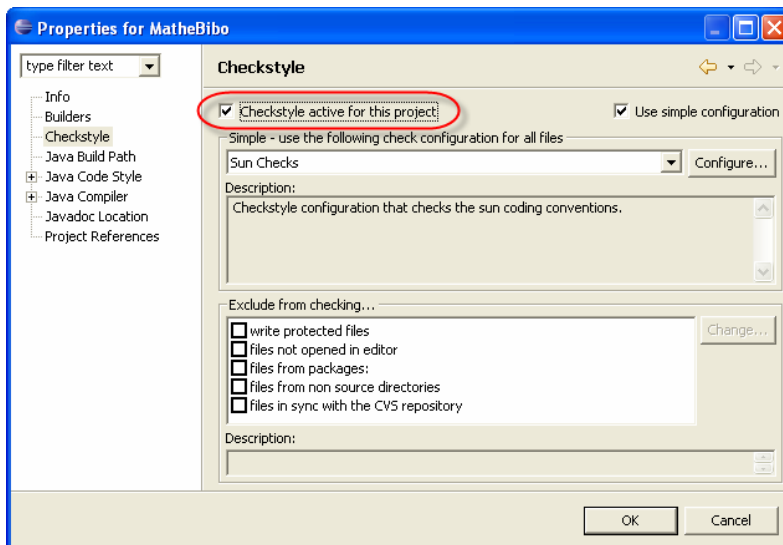 Properties for MatheBibo
type filter text
Info
Builders
Checkstyle
Java Build Path
Java Code Style
Java Compiler
Javadoc Location
Project References
Checkstyle
Checkstyle active for this project
Use simple configuration
Simple - use the following check configuration for all files
Sun Checks
Configure...
Description:
Checkstyle configuration that checks the sun coding conventions.
Exclude from checking...
write protected files
files not opened in editor
files from packages:
files from non source directories
files in sync with the CVS repository
Change...
Description:
OK
Cancel